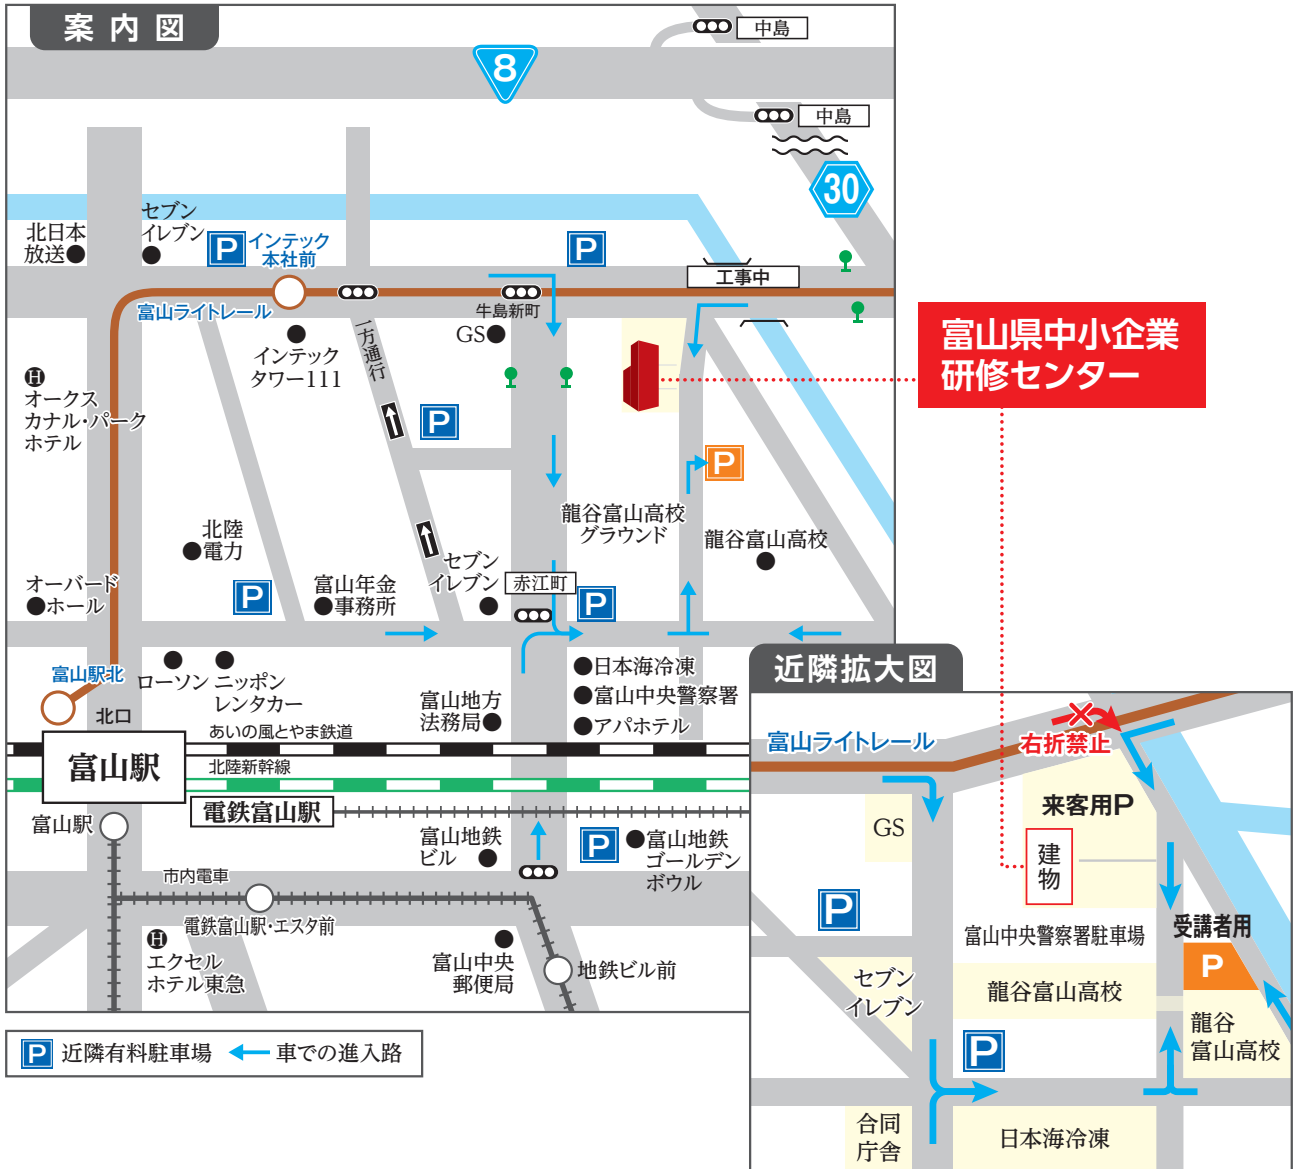 案内図
中島
8
中島
30
セブン
イレブン
北日本
放送
P
インテック
本社前
P
工事中
富山ライトレール
牛島新町
GS
一方通行
インテック
タワー111
富山県中小企業
研修センター
H
オークス
カナル・パーク
ホテル
P
P
龍谷富山高校
グラウンド
龍谷富山高校
北陸
電力
セブン
イレブン
赤江町
オーバード
ホール
P
富山年金
事務所
P
富山駅北
ローソン
ニッポン
レンタカー
北口
富山地方
法務局
日本海冷凍
富山中央警察署
アパホテル
あいの風とやま鉄道
富山駅
北陸新幹線
電鉄富山駅
富山駅
富山地鉄
ビル
P
富山地鉄
ゴールデン
ボウル
市内電車
電鉄富山駅・エスタ前
H
エクセル
ホテル東急
富山中央
郵便局
地鉄ビル前
P 近隣有料駐車場
車での進入路
近隣拡大図
富山ライトレール
右折禁止
来客用P
GS
建物
P
富山中央警察署駐車場
受講者用
P
セブン
イレブン
龍谷富山高校
龍谷
富山高校
P
合同
庁舎
日本海冷凍